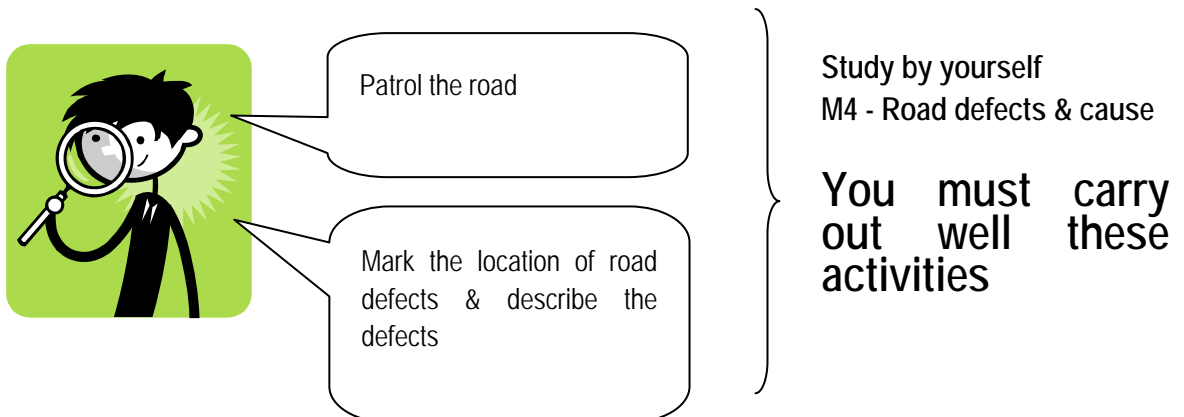 Patrol the road
Mark the location of road
defects & describe the
defects
Study by yourself
M4 - Road defects & cause
You must carry
out well these
activities